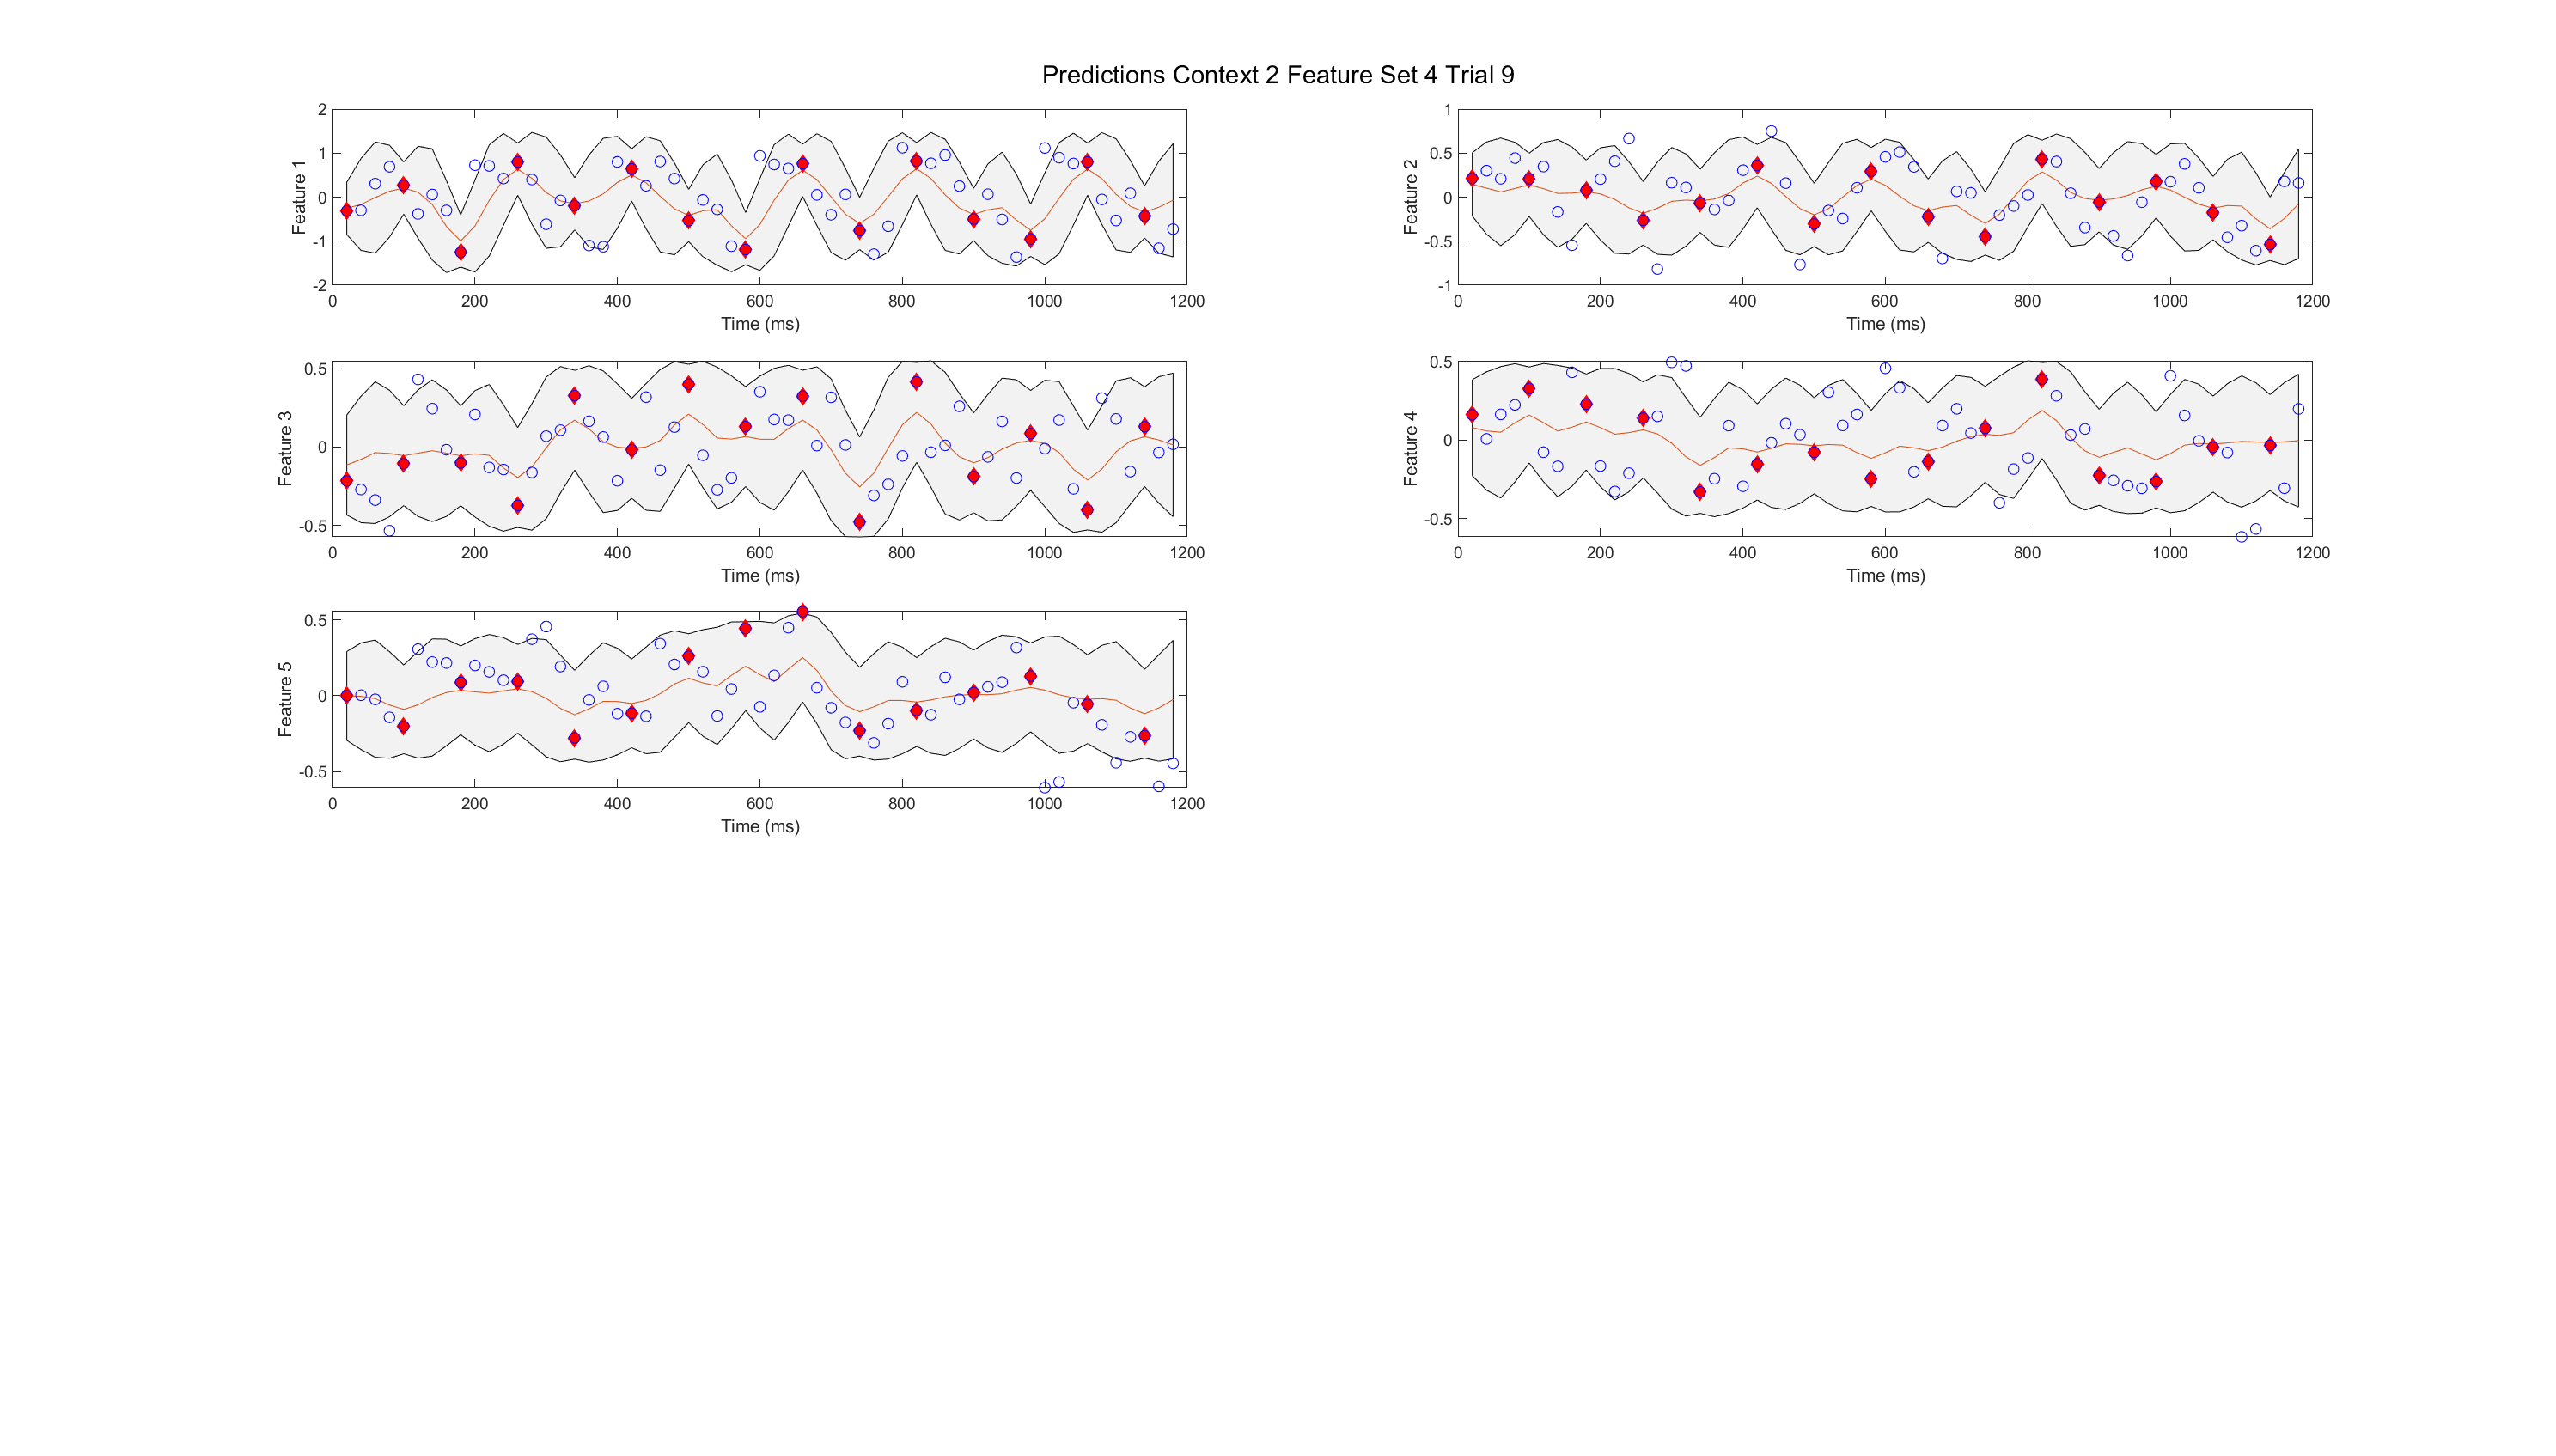 Predictions Context 2 Feature Set 4 Trial 9
2
1
0
-1
-2
Feature 1
0 200 400 600 800 1000 1200
Time (ms)
1
0.5
0
-0.5
-1
Feature 2
0 200 400 600 800 1000 1200
Time (ms)
0.5
0
-0.5
Feature 3
0 200 400 600 800 1000 1200
Time (ms)
0.5
0
-0.5
Feature 4
0 200 400 600 800 1000 1200
Time (ms)
0.5
0
-0.5
Feature 5
0 200 400 600 800 1000 1200
Time (ms)